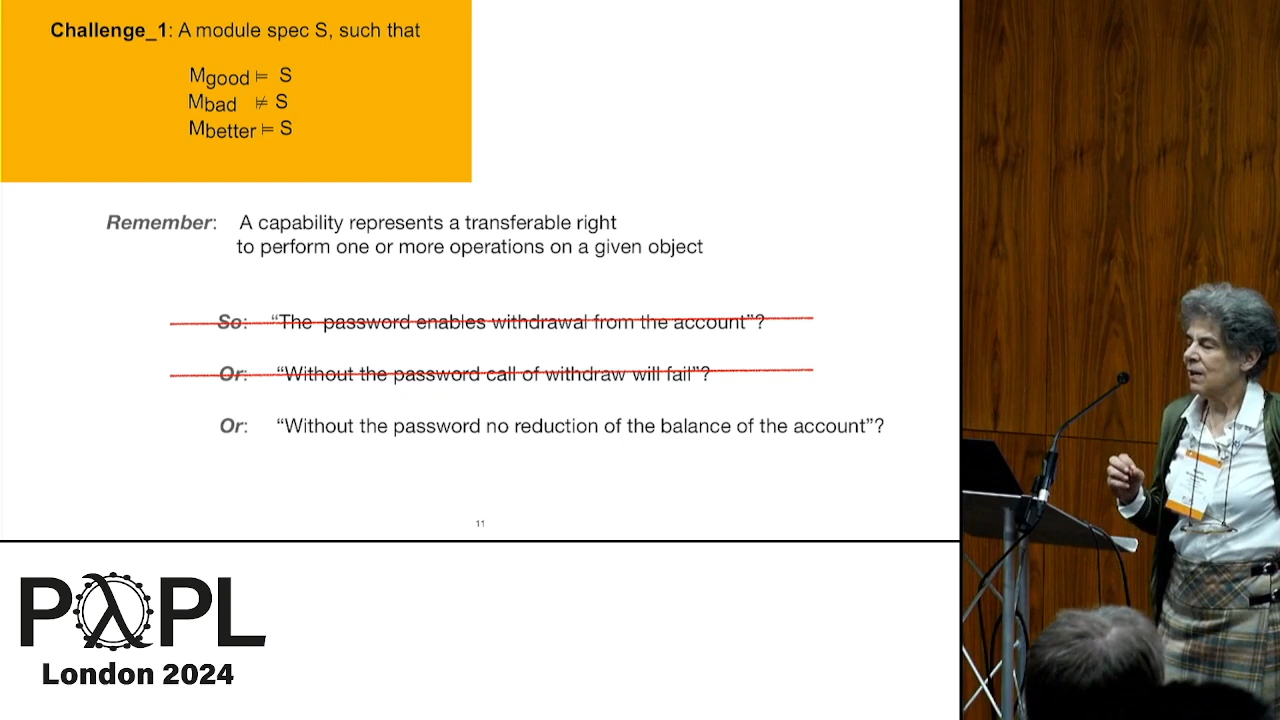 Challenge_1: A module spec S, such that
Mgood ⊨ S
Mbad ⊭ S
Mbetter ⊨ S
Remember: A capability represents a transferable right
to perform one or more operations on a given object
So: “The password enables withdrawal from the account”?
Or: “Without the password call of withdraw will fail”?
Or: “Without the password no reduction of the balance of the account”?
11
PλPL
London 2024